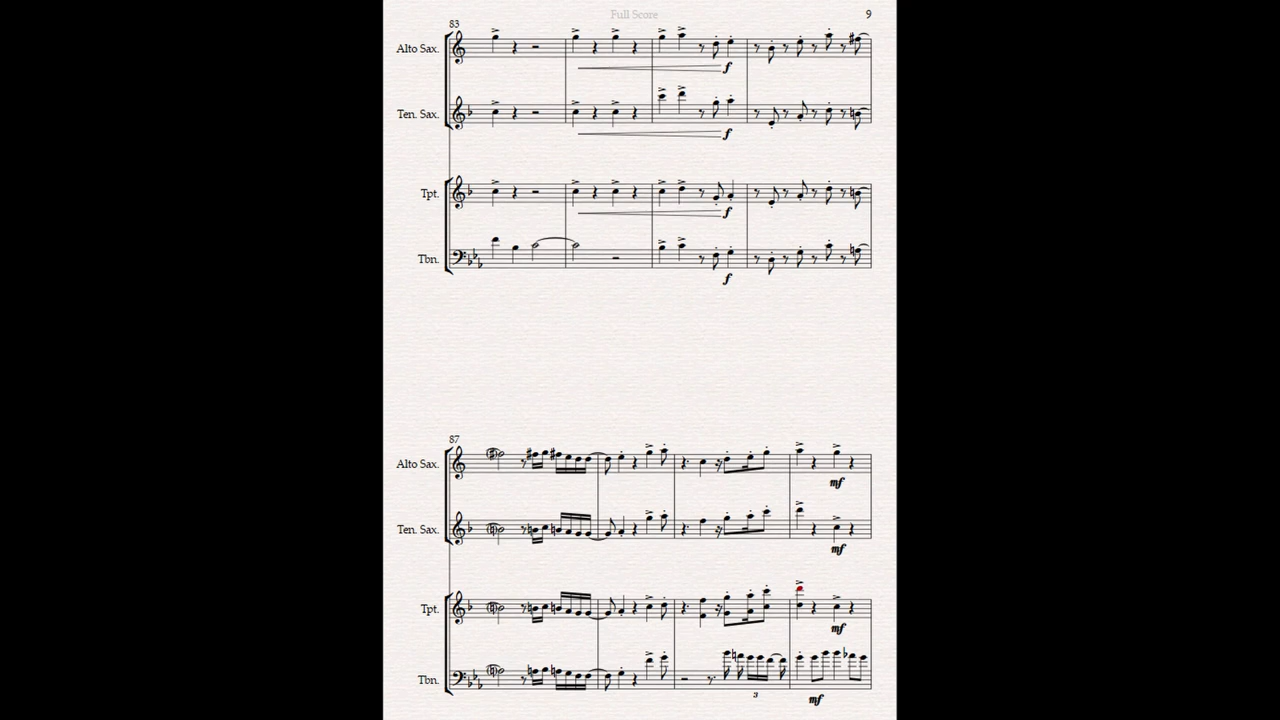 Full Score
9
83
Alto Sax.
f
Ten. Sax.
f
Tpt.
f
Tbn.
f
87
Alto Sax.
mf
Ten. Sax.
mf
Tpt.
mf
Tbn.
3
mf